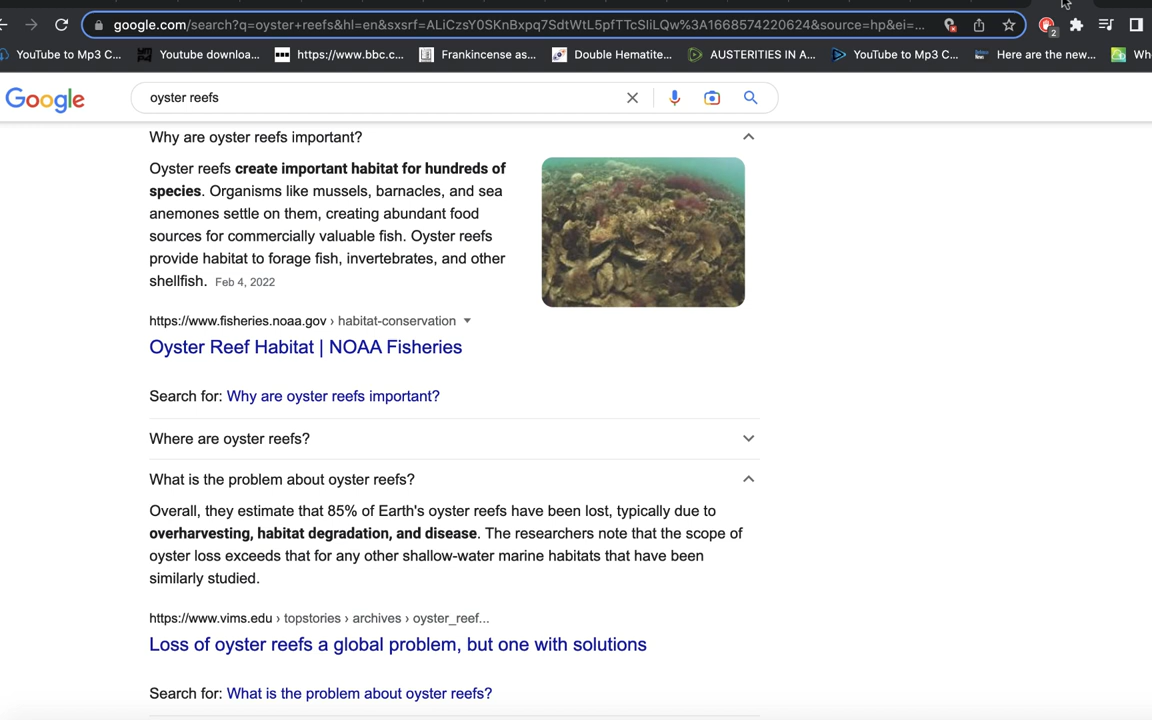 google.com/search?q=oyster+reefs&hl=en&sxsrf=ALiCzsY0SKnBxpq7SdtWtL5pfTTcSIiLQw%3A1668574220624&source=hp&ei=...
2
YouTube to Mp3 C...
Youtube downloa...
https://www.bbc.c...
Frankincense as...
Double Hematite...
AUSTERITIES IN A...
YouTube to Mp3 C...
Here are the new...
Google
oyster reefs
Why are oyster reefs important?
Oyster reefs create important habitat for hundreds of
species. Organisms like mussels, barnacles, and sea
anemones settle on them, creating abundant food
sources for commercially valuable fish. Oyster reefs
provide habitat to forage fish, invertebrates, and other
shellfish. Feb 4, 2022
https://www.fisheries.noaa.gov › habitat-conservation
Oyster Reef Habitat | NOAA Fisheries
Search for: Why are oyster reefs important?
Where are oyster reefs?
What is the problem about oyster reefs?
Overall, they estimate that 85% of Earth's oyster reefs have been lost, typically due to
overharvesting, habitat degradation, and disease. The researchers note that the scope of
oyster loss exceeds that for any other shallow-water marine habitats that have been
similarly studied.
https://www.vims.edu › topstories › archives › oyster_reef...
Loss of oyster reefs a global problem, but one with solutions
Search for: What is the problem about oyster reefs?